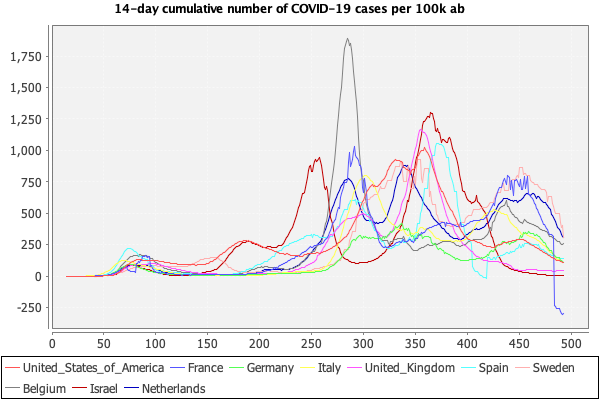 14-day cumulative number of COVID-19 cases per 100k ab
1,750
1,500
1,250
1,000
750
500
250
0
-250
0 50 100 150 200 250 300 350 400 450 500
United_States_of_America France Germany Italy United_Kingdom Spain Sweden
Belgium Israel Netherlands